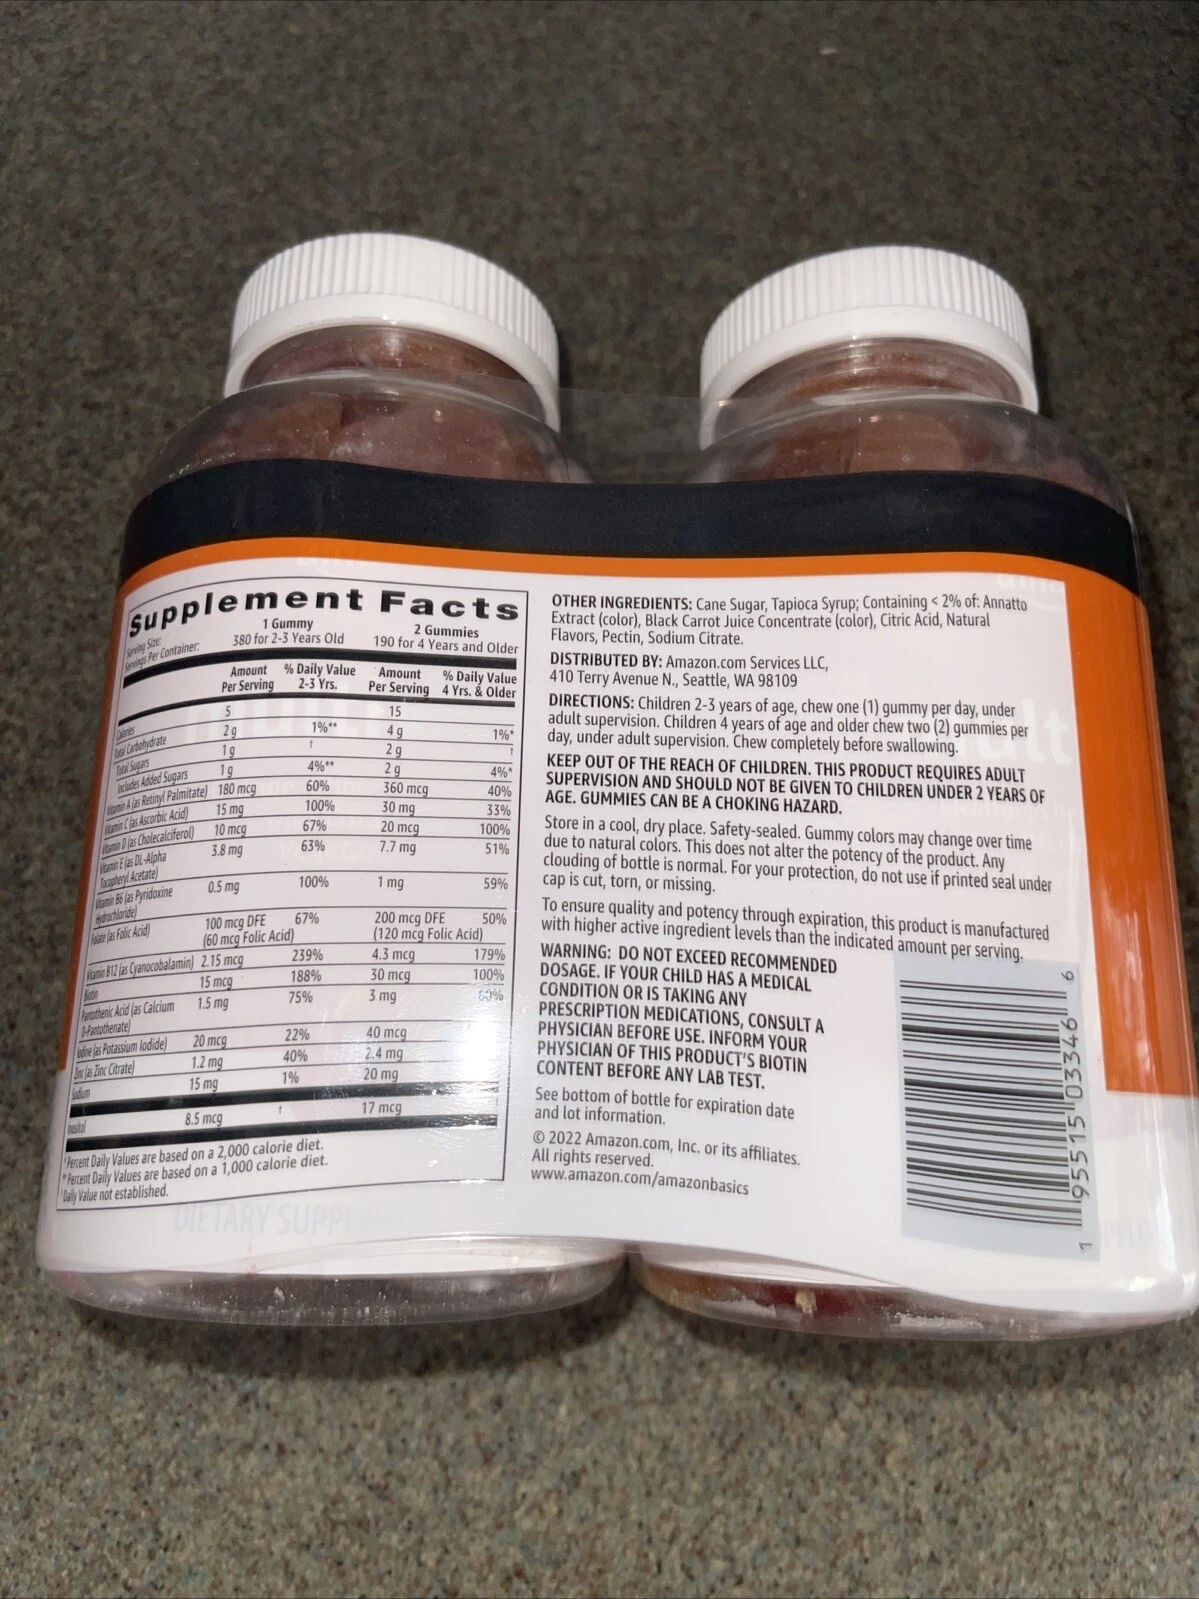 Supplement Facts
Serving Size: 1 Gummy 2 Gummies
Servings Per Container: 380 for 2-3 Years Old 190 for 4 Years and Older
Amount Per Serving % Daily Value 2-3 Yrs. Amount Per Serving % Daily Value 4 Yrs. & Older
Calories 5 15
Total Carbohydrate 2 g 1%** 4 g 1%*
Total Sugars 1 g † 2 g †
Includes Added Sugars 1 g 4%** 2 g 4%*
Vitamin A (as Retinyl Palmitate) 180 mcg 60% 360 mcg 40%
Vitamin C (as Ascorbic Acid) 15 mg 100% 30 mg 33%
Vitamin D (as Cholecalciferol) 10 mcg 67% 20 mcg 100%
Vitamin E (as DL-Alpha 3.8 mg 63% 7.7 mg 51%
Tocopheryl Acetate)
Vitamin B6 (as Pyridoxine 0.5 mg 100% 1 mg 59%
Hydrochloride)
Folate (as Folic Acid) 100 mcg DFE 67% 200 mcg DFE 50%
(60 mcg Folic Acid) (120 mcg Folic Acid)
Vitamin B12 (as Cyanocobalamin) 2.15 mcg 239% 4.3 mcg 179%
Biotin 15 mcg 188% 30 mcg 100%
Pantothenic Acid (as Calcium 1.5 mg 75% 3 mg 60%
D-Pantothenate)
Iodine (as Potassium Iodide) 20 mcg 22% 40 mcg
Zinc (as Zinc Citrate) 1.2 mg 40% 2.4 mg
Sodium 15 mg 1% 20 mg
Inositol 8.5 mcg † 17 mcg
*Percent Daily Values are based on a 2,000 calorie diet.
**Percent Daily Values are based on a 1,000 calorie diet.
Daily Value not established.
DIETARY SUPP
OTHER INGREDIENTS: Cane Sugar, Tapioca Syrup; Containing < 2% of: Annatto
Extract (color), Black Carrot Juice Concentrate (color), Citric Acid, Natural
Flavors, Pectin, Sodium Citrate.
DISTRIBUTED BY: Amazon.com Services LLC,
410 Terry Avenue N., Seattle, WA 98109
DIRECTIONS: Children 2-3 years of age, chew one (1) gummy per day, under
adult supervision. Children 4 years of age and older chew two (2) gummies per
day, under adult supervision. Chew completely before swallowing.
KEEP OUT OF THE REACH OF CHILDREN. THIS PRODUCT REQUIRES ADULT
SUPERVISION AND SHOULD NOT BE GIVEN TO CHILDREN UNDER 2 YEARS OF
AGE. GUMMIES CAN BE A CHOKING HAZARD.
Store in a cool, dry place. Safety-sealed. Gummy colors may change over time
due to natural colors. This does not alter the potency of the product. Any
clouding of bottle is normal. For your protection, do not use if printed seal under
cap is cut, torn, or missing.
To ensure quality and potency through expiration, this product is manufactured
with higher active ingredient levels than the indicated amount per serving.
WARNING: DO NOT EXCEED RECOMMENDED
DOSAGE. IF YOUR CHILD HAS A MEDICAL
CONDITION OR IS TAKING ANY
PRESCRIPTION MEDICATIONS, CONSULT A
PHYSICIAN BEFORE USE. INFORM YOUR
PHYSICIAN OF THIS PRODUCT'S BIOTIN
CONTENT BEFORE ANY LAB TEST.
See bottom of bottle for expiration date
and lot information.
© 2022 Amazon.com, Inc. or its affiliates.
All rights reserved.
www.amazon.com/amazonbasics
1 95515 03346 6